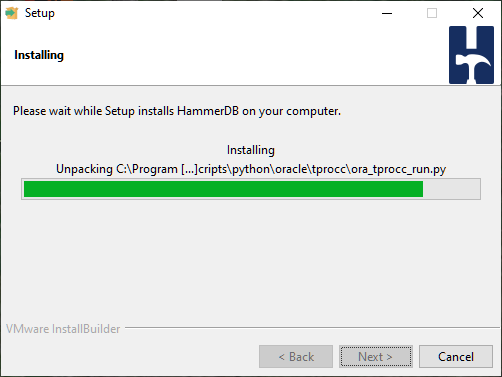 Setup
Installing
Please wait while Setup installs HammerDB on your computer.
Installing
Unpacking C:\Program [...]cripts\python\oracle\tprocc\ora_tprocc_run.py
VMware InstallBuilder
< Back
Next >
Cancel